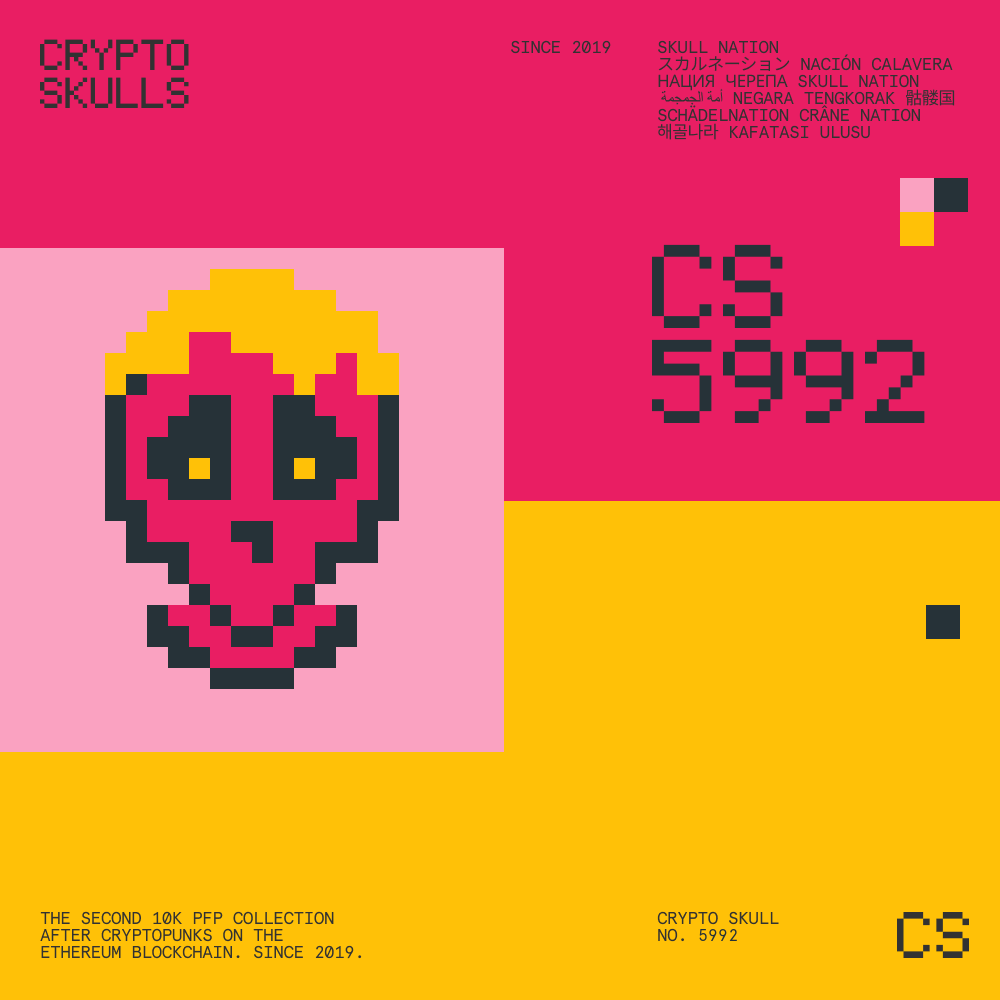 CRYPTO
SKULLS
SINCE 2019
SKULL NATION
スカルネーション NACIÓN CALAVERA
НАЦИЯ ЧЕРЕПА SKULL NATION
أمة الجمجمة NEGARA TENGKORAK 骷髅国
SCHÄDELNATION CRÂNE NATION
해골나라 KAFATASI ULUSU
CS
5992
THE SECOND 10K PFP COLLECTION
AFTER CRYPTOPUNKS ON THE
ETHEREUM BLOCKCHAIN. SINCE 2019.
CRYPTO SKULL
NO. 5992
CS